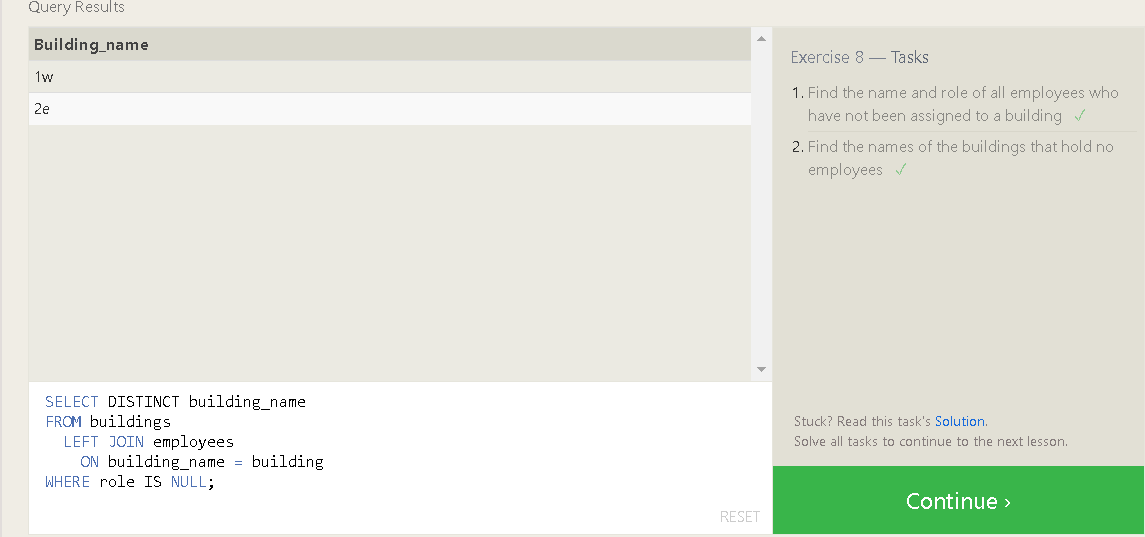 Query Results
Building_name
1w
2e
SELECT DISTINCT building_name
FROM buildings
LEFT JOIN employees
ON building_name = building
WHERE role IS NULL;
RESET
Exercise 8 — Tasks
1. Find the name and role of all employees who
have not been assigned to a building ✓
2. Find the names of the buildings that hold no
employees ✓
Stuck? Read this task's Solution.
Solve all tasks to continue to the next lesson.
Continue ›